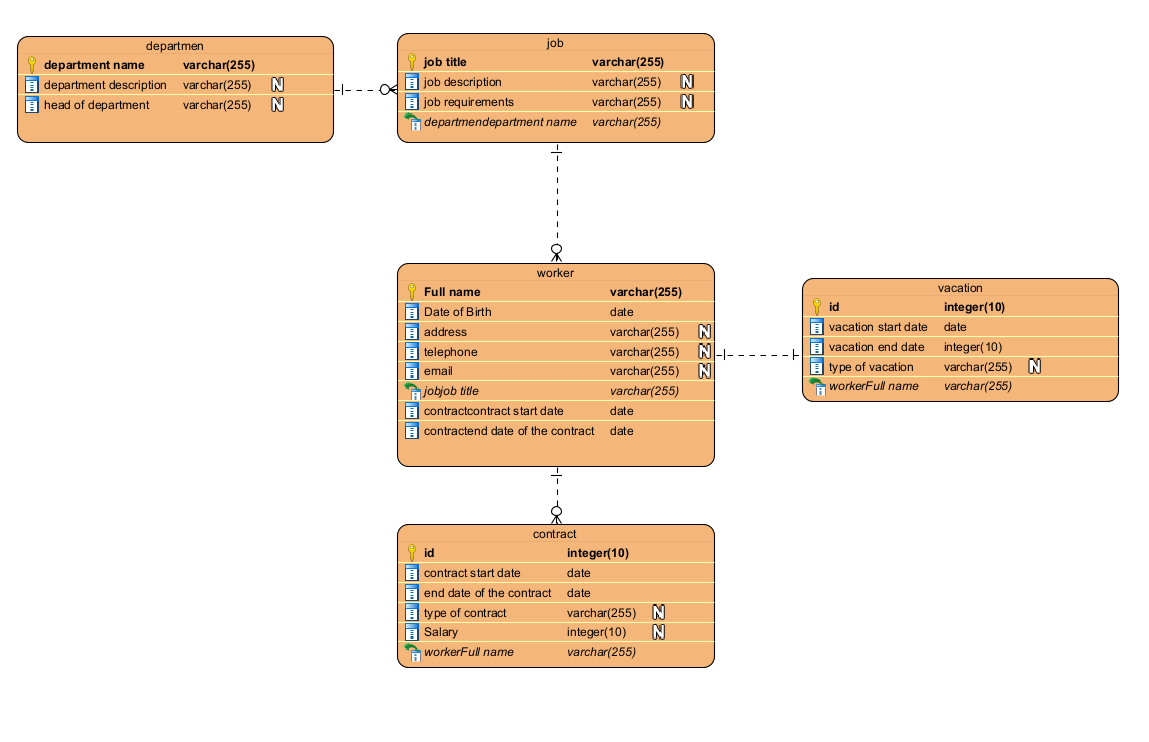 departmen
department name varchar(255)
department description varchar(255) N
head of department varchar(255) N
job
job title varchar(255)
job description varchar(255) N
job requirements varchar(255) N
departmendepartment name varchar(255)
worker
Full name varchar(255)
Date of Birth date
address varchar(255) N
telephone varchar(255) N
email varchar(255) N
jobjob title varchar(255)
contractcontract start date date
contractend date of the contract date
vacation
id integer(10)
vacation start date date
vacation end date integer(10)
type of vacation varchar(255) N
workerFull name varchar(255)
contract
id integer(10)
contract start date date
end date of the contract date
type of contract varchar(255) N
Salary integer(10) N
workerFull name varchar(255)